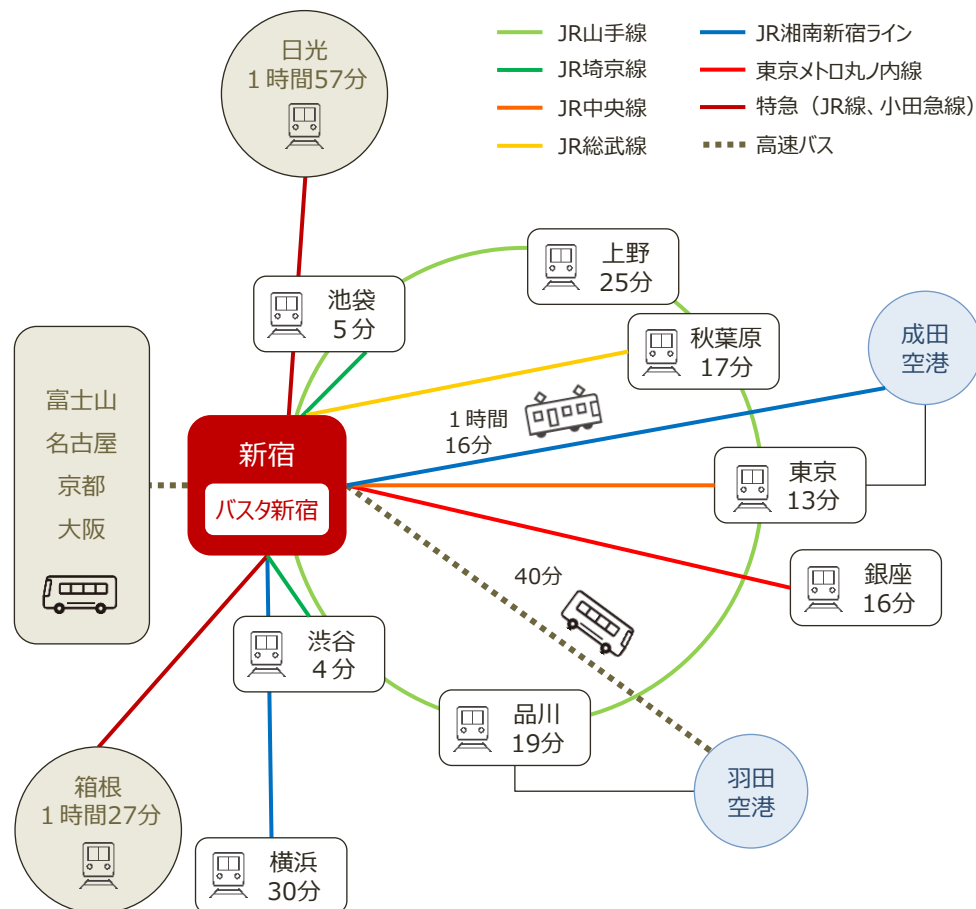 日光
1時間57分
JR山手線
JR埼京線
JR中央線
JR総武線
JR湘南新宿ライン
東京メトロ丸ノ内線
特急（JR線、小田急線）
高速バス
上野
25分
池袋
5分
秋葉原
17分
成田
空港
富士山
名古屋
京都
大阪
新宿
バスタ新宿
1時間
16分
東京
13分
銀座
16分
40分
渋谷
4分
品川
19分
羽田
空港
箱根
1時間27分
横浜
30分